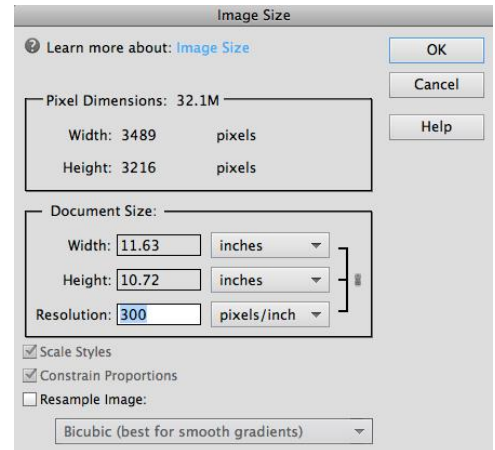 Image Size
Learn more about: Image Size
OK
Cancel
Help
Pixel Dimensions: 32.1M
Width: 3489 pixels
Height: 3216 pixels
Document Size:
Width: 11.63 inches
Height: 10.72 inches
Resolution: 300 pixels/inch
Scale Styles
Constrain Proportions
Resample Image:
Bicubic (best for smooth gradients)